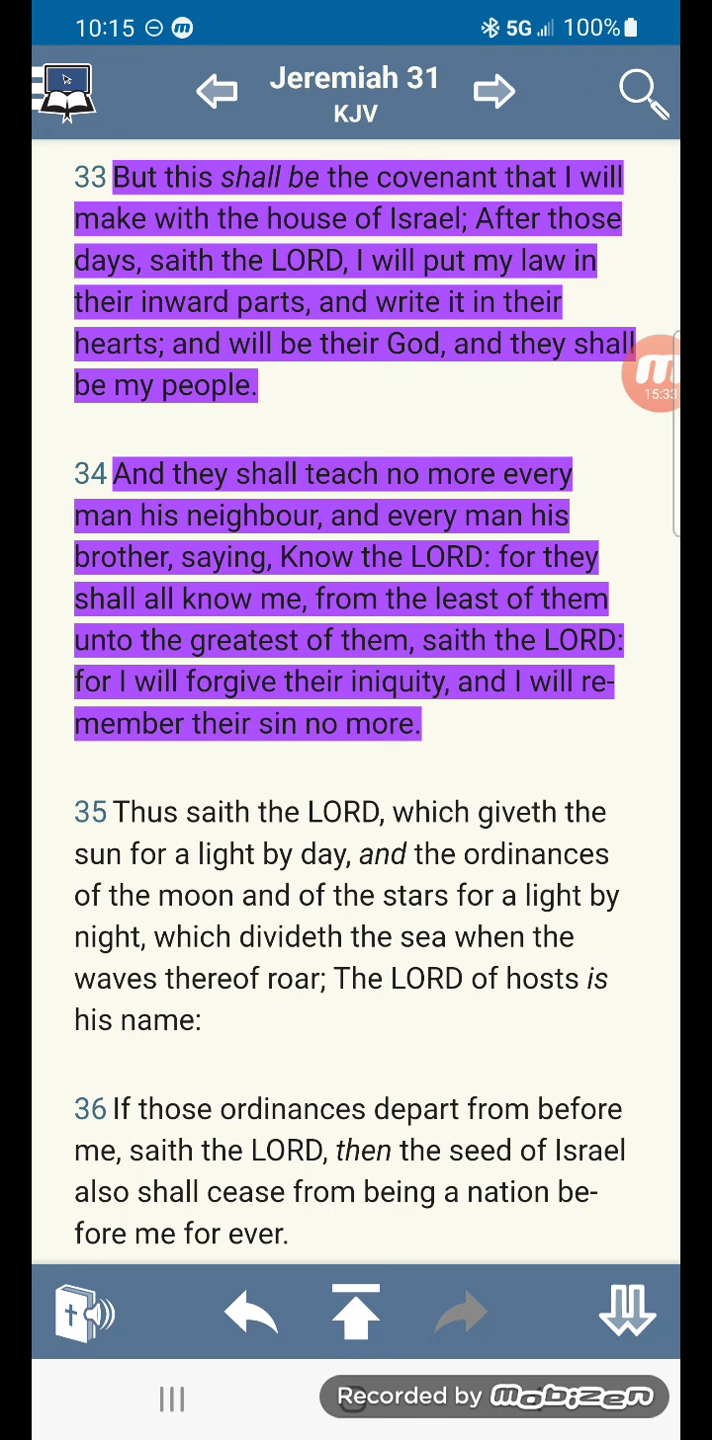 10:15 m 5G 100%
Jeremiah 31
KJV
33 But this shall be the covenant that I will
make with the house of Israel; After those
days, saith the LORD, I will put my law in
their inward parts, and write it in their
hearts; and will be their God, and they shall
be my people.
m
15:33
34 And they shall teach no more every
man his neighbour, and every man his
brother, saying, Know the LORD: for they
shall all know me, from the least of them
unto the greatest of them, saith the LORD:
for I will forgive their iniquity, and I will re-
member their sin no more.
35 Thus saith the LORD, which giveth the
sun for a light by day, and the ordinances
of the moon and of the stars for a light by
night, which divideth the sea when the
waves thereof roar; The LORD of hosts is
his name:
36 If those ordinances depart from before
me, saith the LORD, then the seed of Israel
also shall cease from being a nation be-
fore me for ever.
Recorded by mobizen